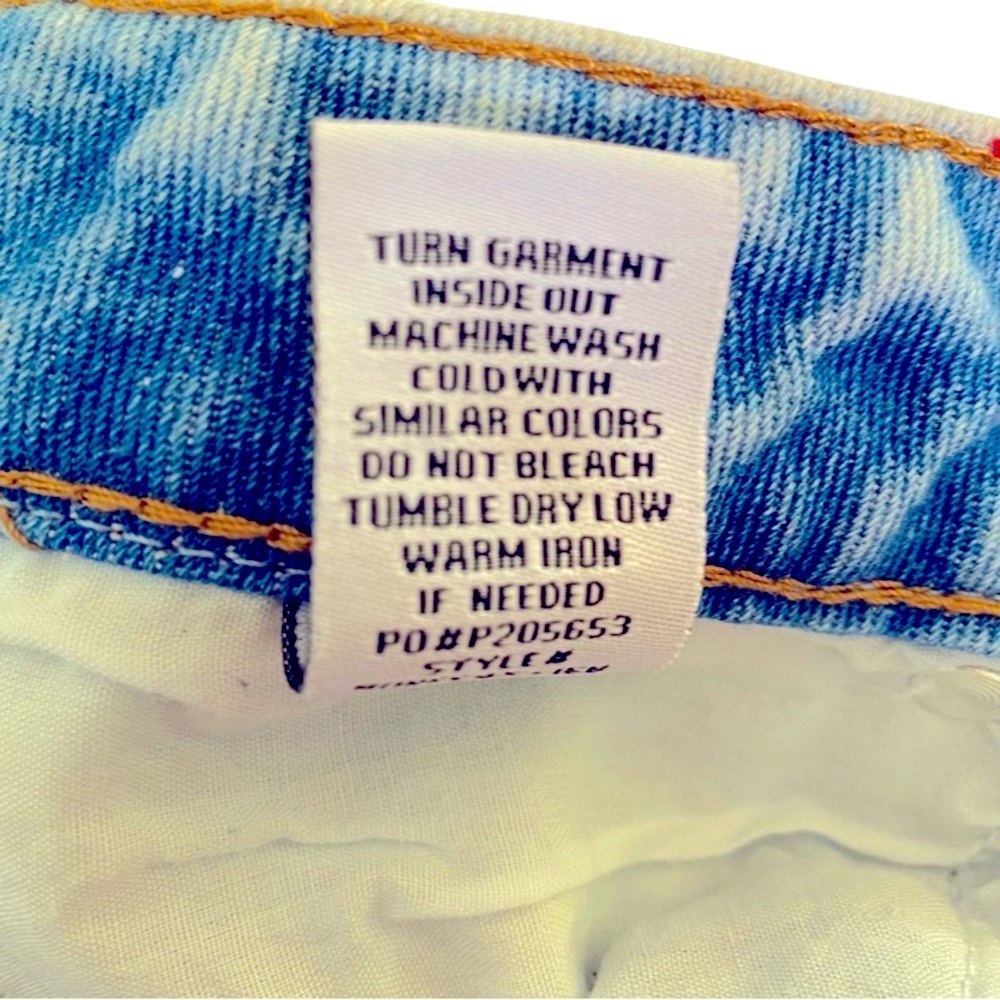 TURN GARMENT
INSIDE OUT
MACHINE WASH
COLD WITH
SIMILAR COLORS
DO NOT BLEACH
TUMBLE DRY LOW
WARM IRON
IF NEEDED
PO#P205653
STYLE#